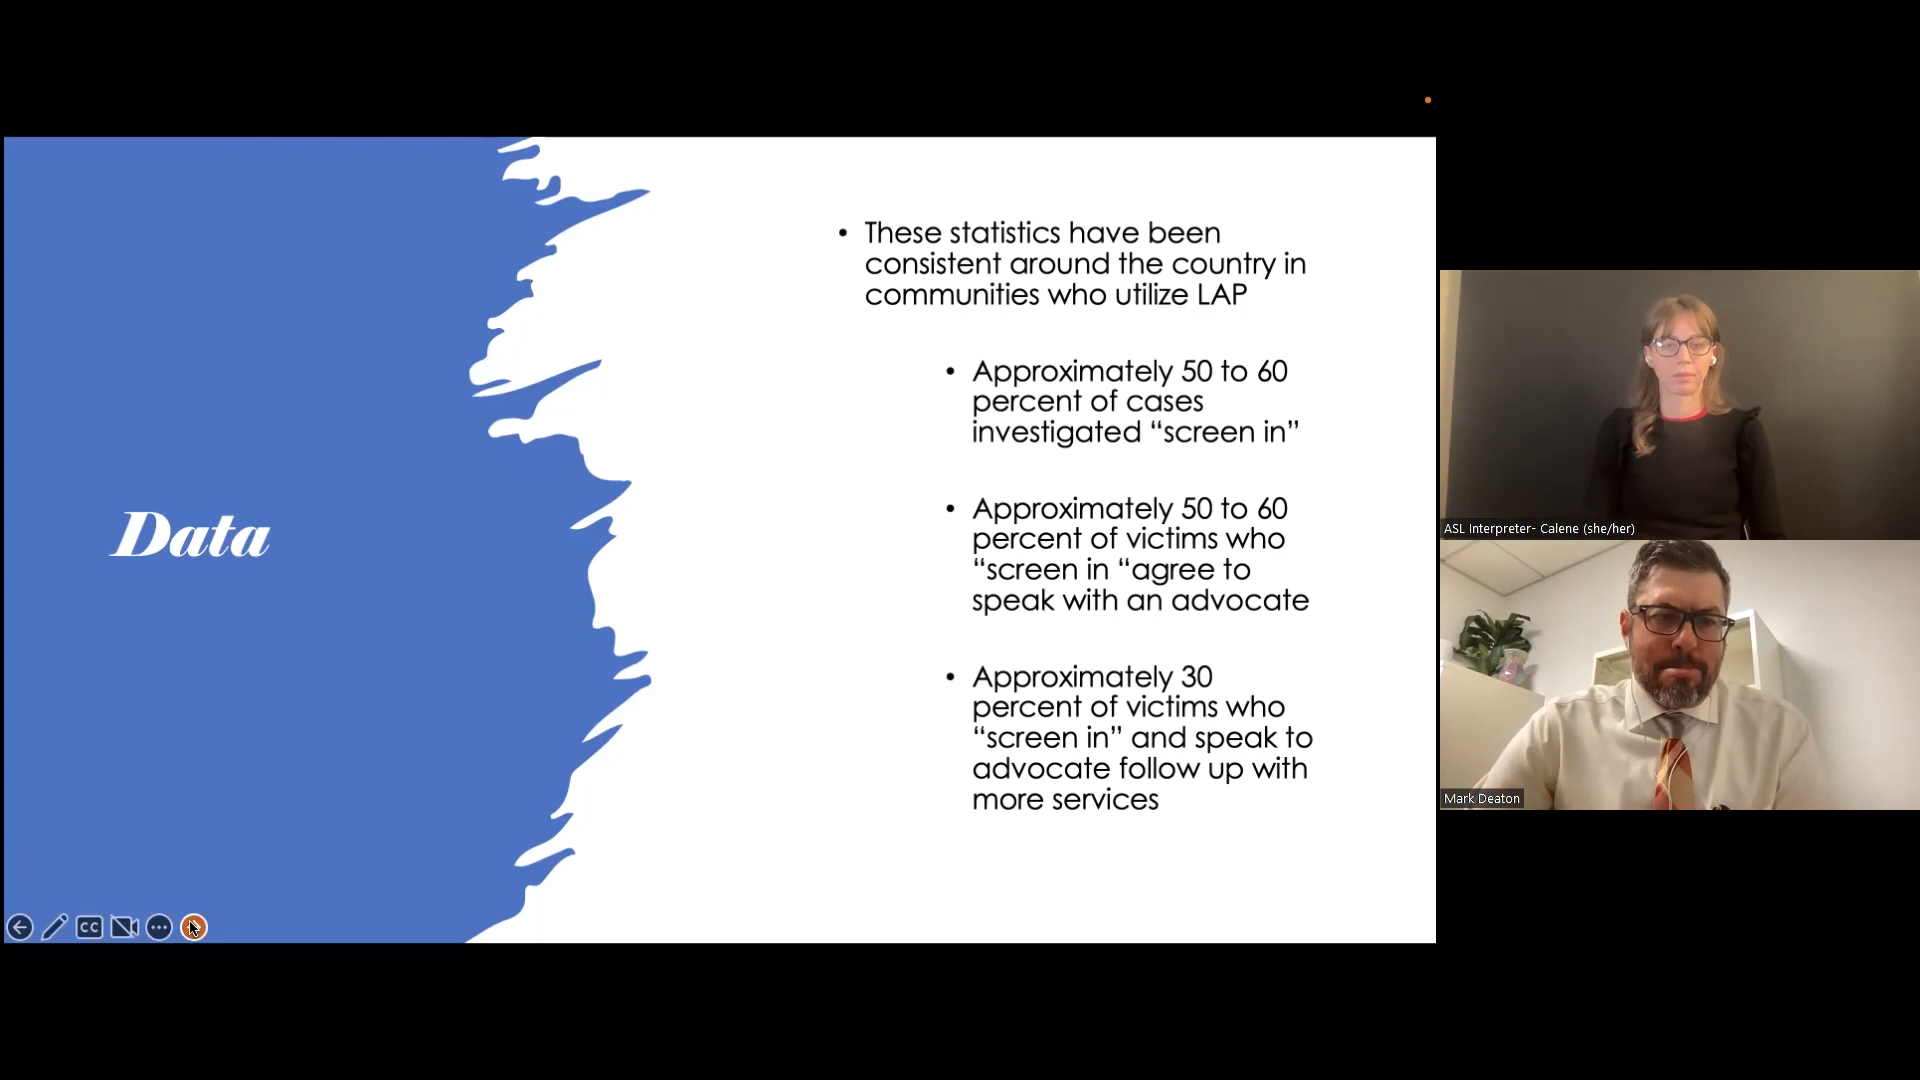 Data
• These statistics have been
consistent around the country in
communities who utilize LAP
• Approximately 50 to 60
percent of cases
investigated “screen in”
• Approximately 50 to 60
percent of victims who
“screen in “agree to
speak with an advocate
• Approximately 30
percent of victims who
“screen in” and speak to
advocate follow up with
more services
CC
ASL Interpreter- Calene (she/her)
Mark Deaton